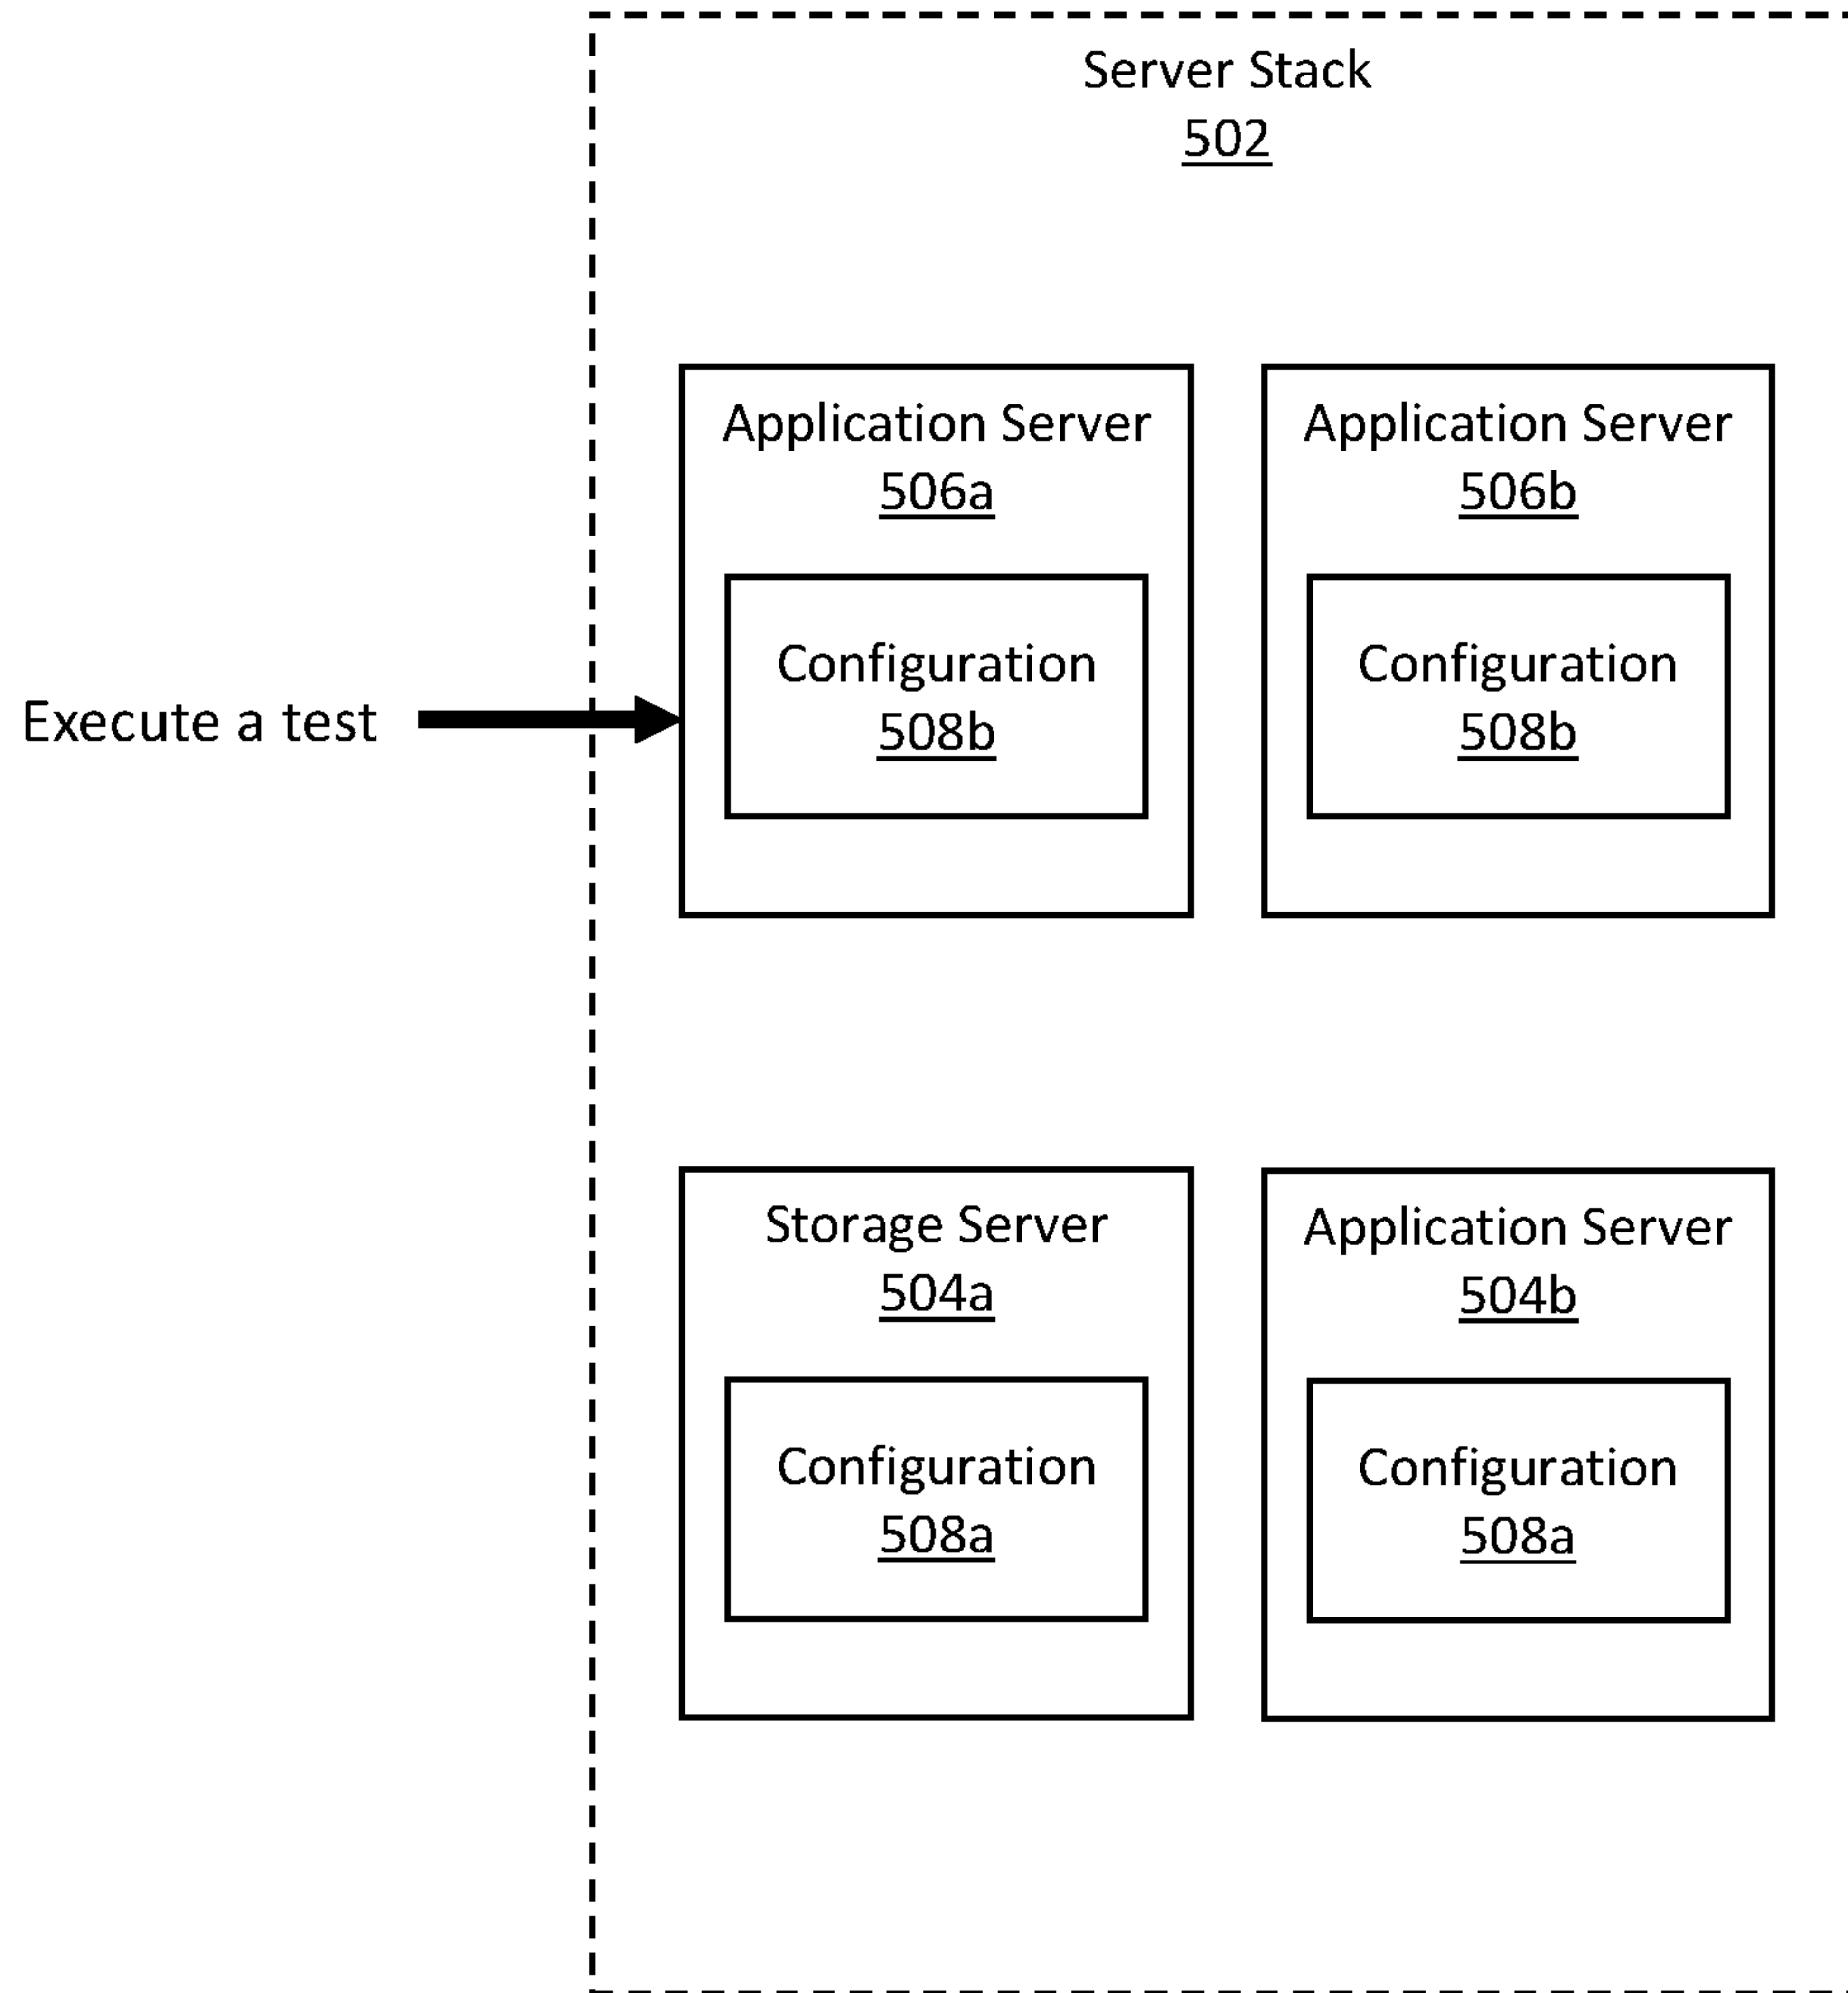 Server Stack
502
Application Server
506a
Configuration
508b
Application Server
506b
Configuration
508b
Execute a test
Storage Server
504a
Configuration
508a
Application Server
504b
Configuration
508a